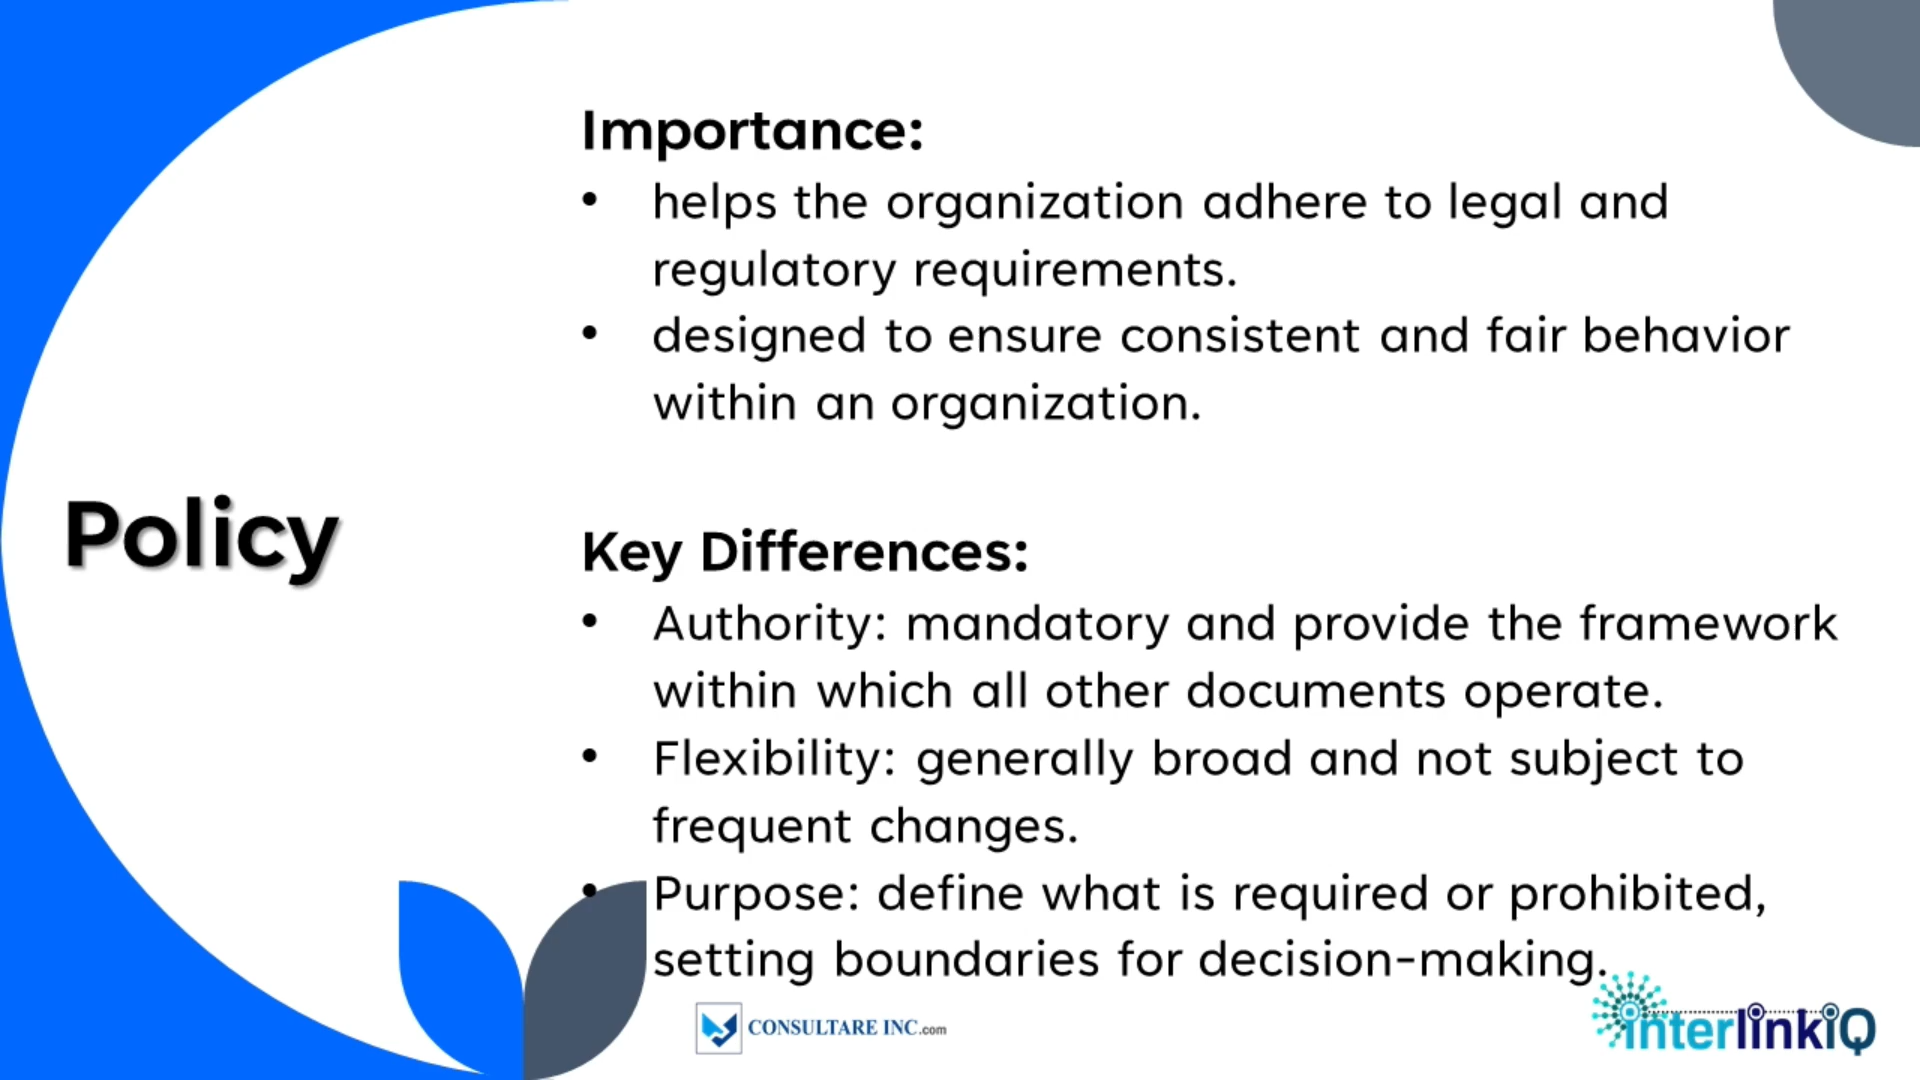 Policy
Importance:
• helps the organization adhere to legal and
regulatory requirements.
• designed to ensure consistent and fair behavior
within an organization.
Key Differences:
• Authority: mandatory and provide the framework
within which all other documents operate.
• Flexibility: generally broad and not subject to
frequent changes.
• Purpose: define what is required or prohibited,
setting boundaries for decision-making.
CONSULTARE INC.com
interlinkIQ